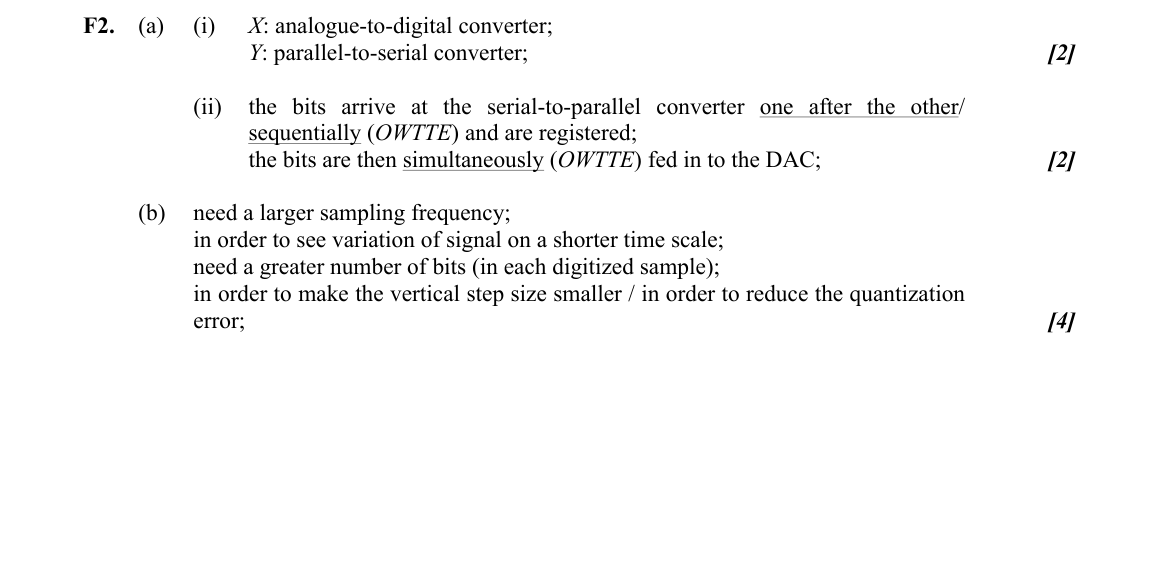 F2. (a) (i) X: analogue-to-digital converter;
Y: parallel-to-serial converter; [2]
(ii) the bits arrive at the serial-to-parallel converter one after the other/
sequentially (OWTTE) and are registered;
the bits are then simultaneously (OWTTE) fed in to the DAC; [2]
(b) need a larger sampling frequency;
in order to see variation of signal on a shorter time scale;
need a greater number of bits (in each digitized sample);
in order to make the vertical step size smaller / in order to reduce the quantization
error; [4]